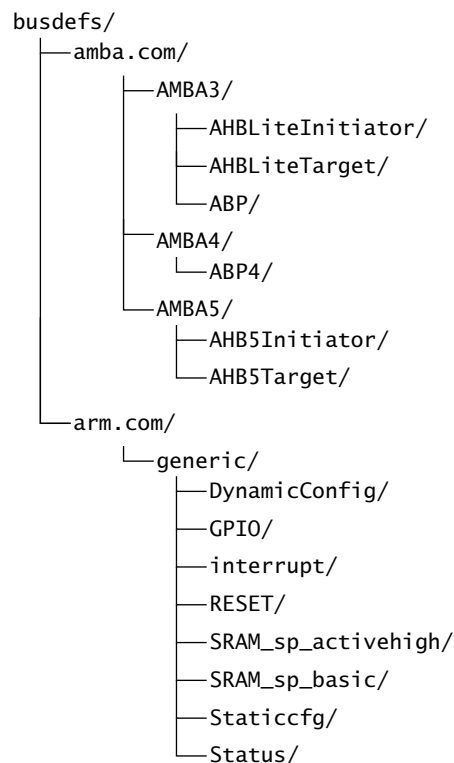 busdefs/
amba.com/
AMBA3/
AHBLiteInitiator/
AHBLiteTarget/
ABP/
AMBA4/
ABP4/
AMBA5/
AHB5Initiator/
AHB5Target/
arm.com/
generic/
DynamicConfig/
GPIO/
interrupt/
RESET/
SRAM_sp_activehigh/
SRAM_sp_basic/
Staticcfg/
Status/